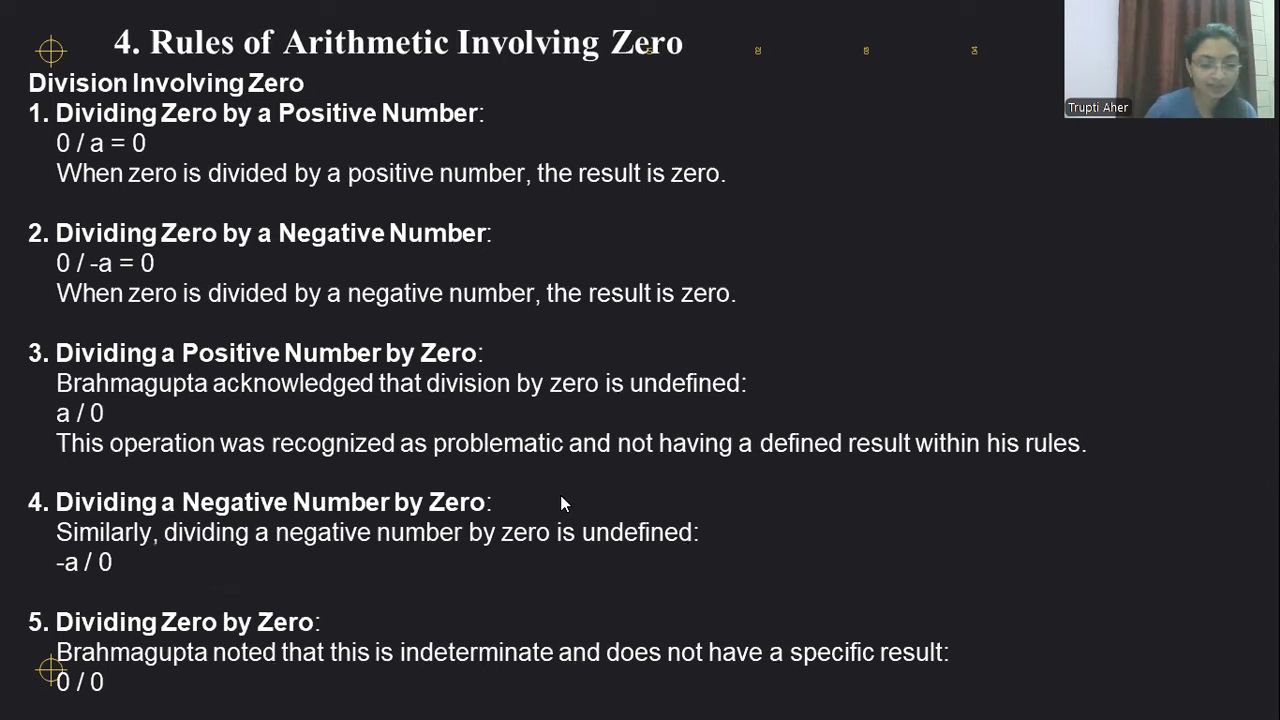 4. Rules of Arithmetic Involving Zero
02
03
04
Trupti Aher
Division Involving Zero
1. Dividing Zero by a Positive Number:
0 / a = 0
When zero is divided by a positive number, the result is zero.
2. Dividing Zero by a Negative Number:
0 / -a = 0
When zero is divided by a negative number, the result is zero.
3. Dividing a Positive Number by Zero:
Brahmagupta acknowledged that division by zero is undefined:
a / 0
This operation was recognized as problematic and not having a defined result within his rules.
4. Dividing a Negative Number by Zero:
Similarly, dividing a negative number by zero is undefined:
-a / 0
5. Dividing Zero by Zero:
Brahmagupta noted that this is indeterminate and does not have a specific result:
0 / 0